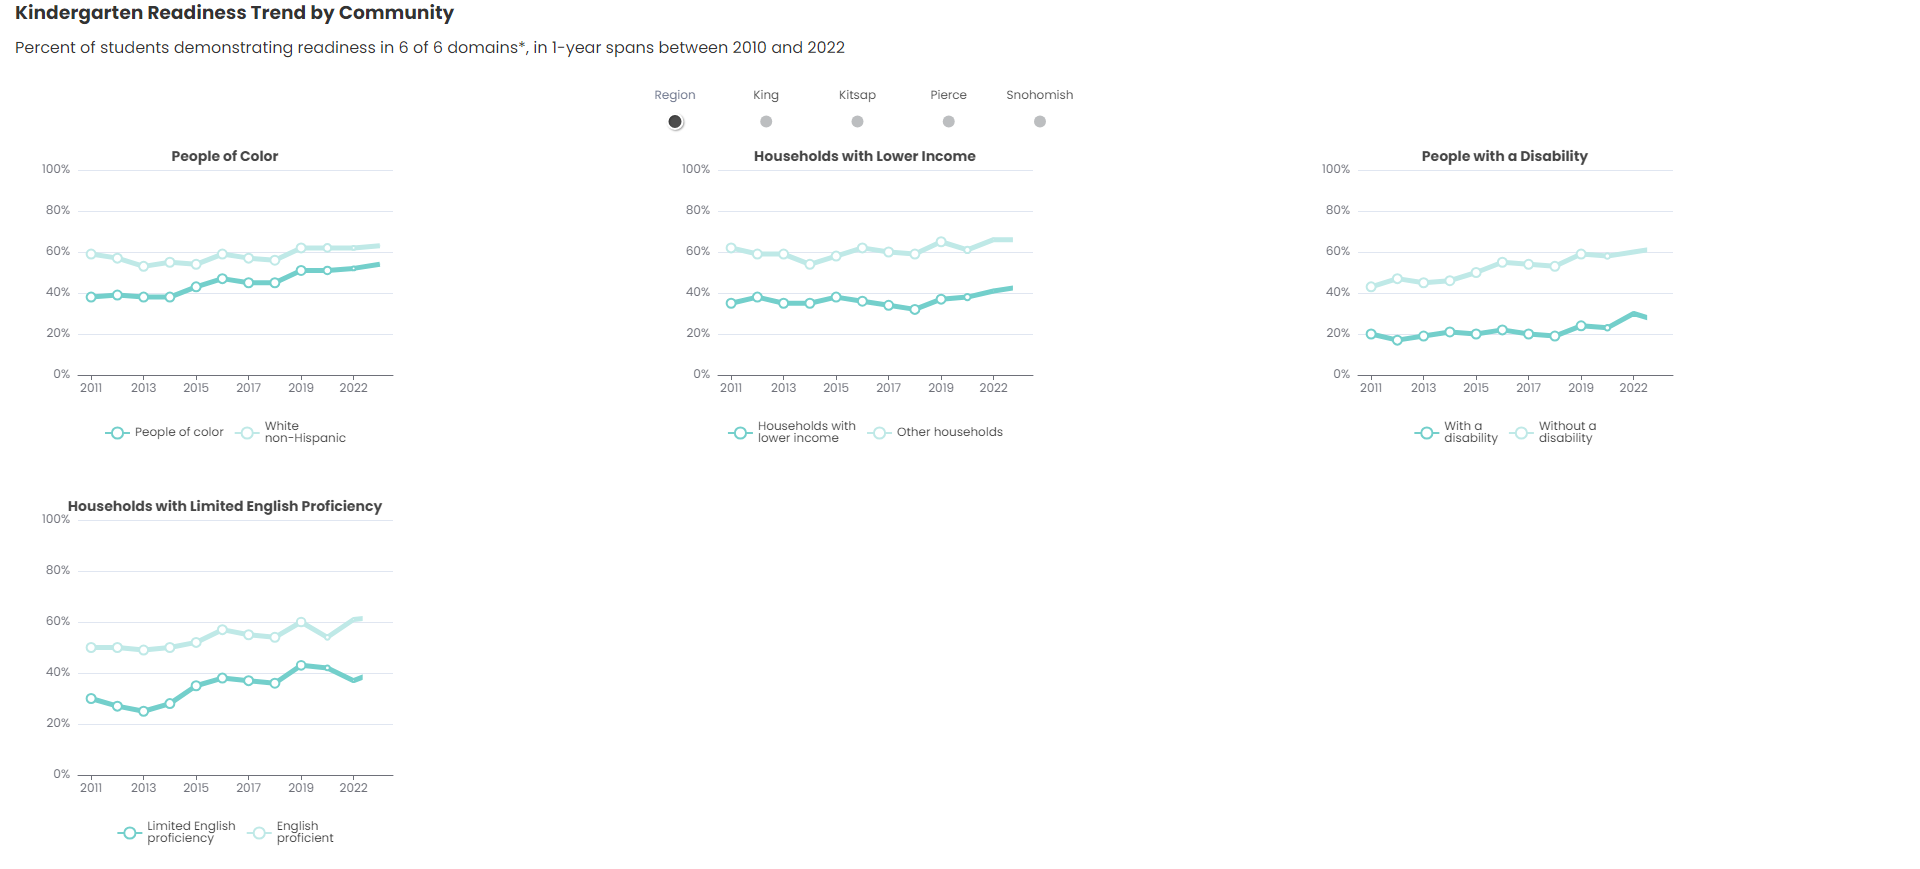 Kindergarten Readiness Trend by Community
Percent of students demonstrating readiness in 6 of 6 domains*, in 1-year spans between 2010 and 2022
Region King Kitsap Pierce Snohomish
People of Color
100%
80%
60%
40%
20%
0%
2011 2013 2015 2017 2019 2022
People of color
White
non-Hispanic
Households with Lower Income
100%
80%
60%
40%
20%
0%
2011 2013 2015 2017 2019 2022
Households with
lower income
Other households
People with a Disability
100%
80%
60%
40%
20%
0%
2011 2013 2015 2017 2019 2022
With a
disability
Without a
disability
Households with Limited English Proficiency
100%
80%
60%
40%
20%
0%
2011 2013 2015 2017 2019 2022
Limited English
proficiency
English
proficient